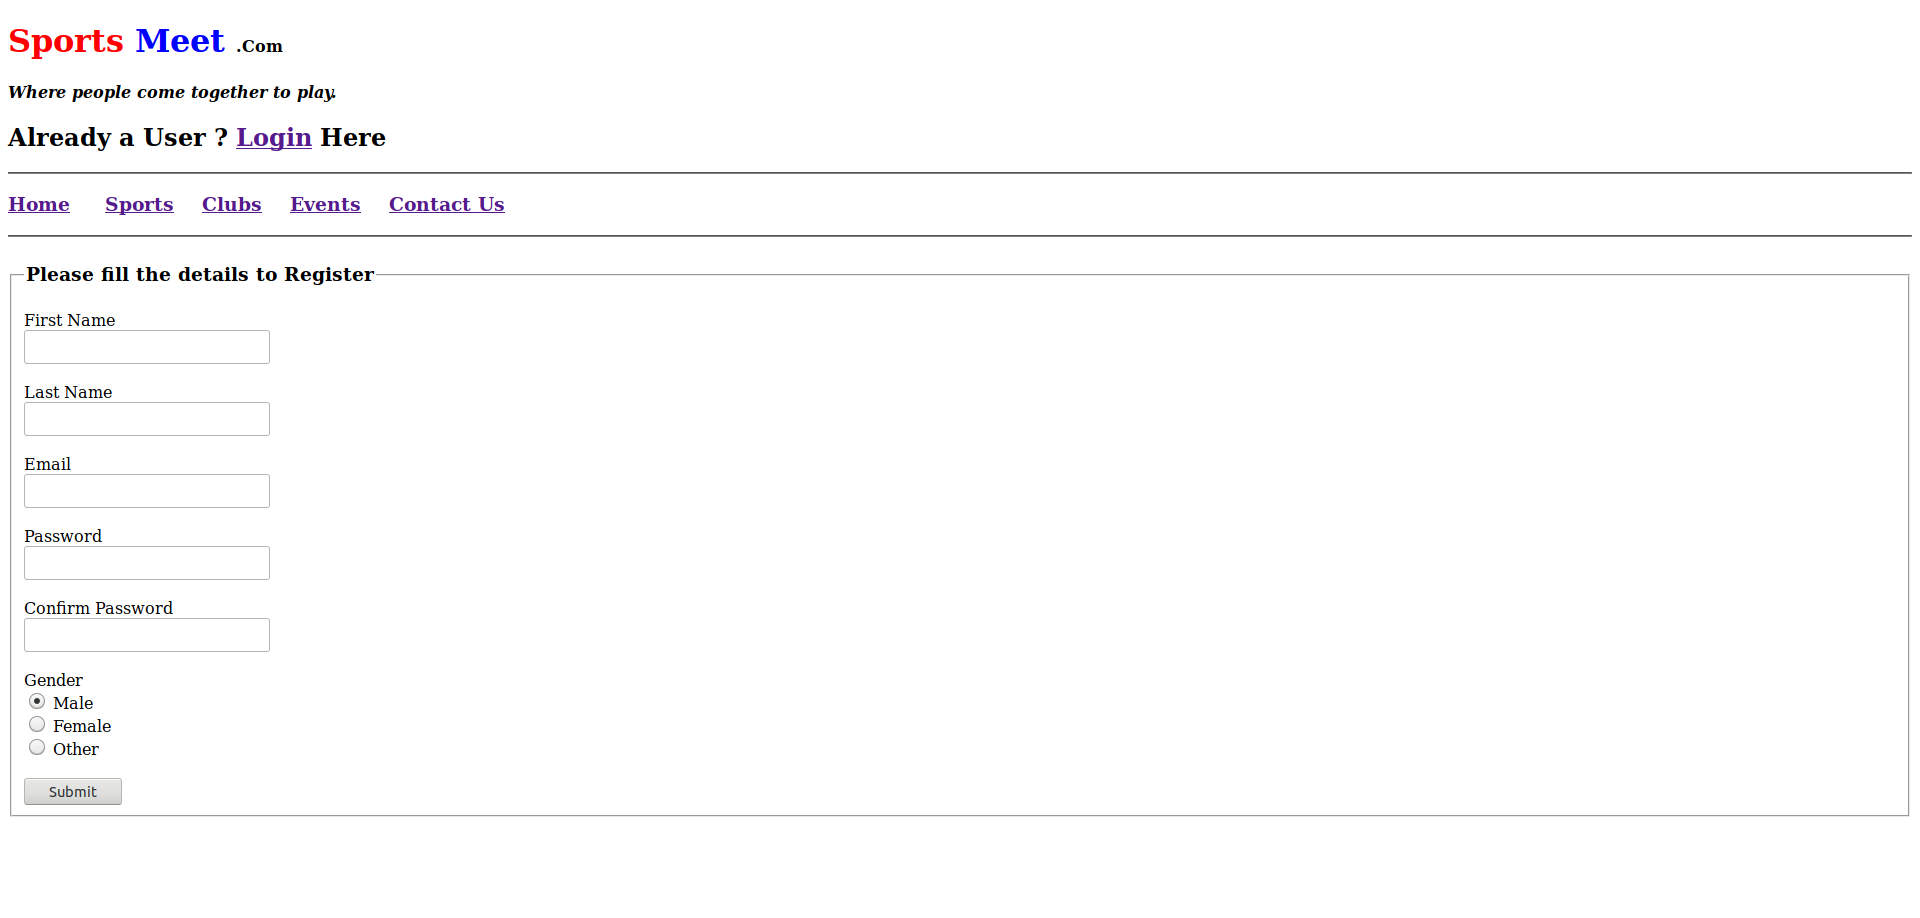 Sports Meet .Com
Where people come together to play.
Already a User ? Login Here
Home Sports Clubs Events Contact Us
Please fill the details to Register
First Name
Last Name
Email
Password
Confirm Password
Gender
Male
Female
Other
Submit